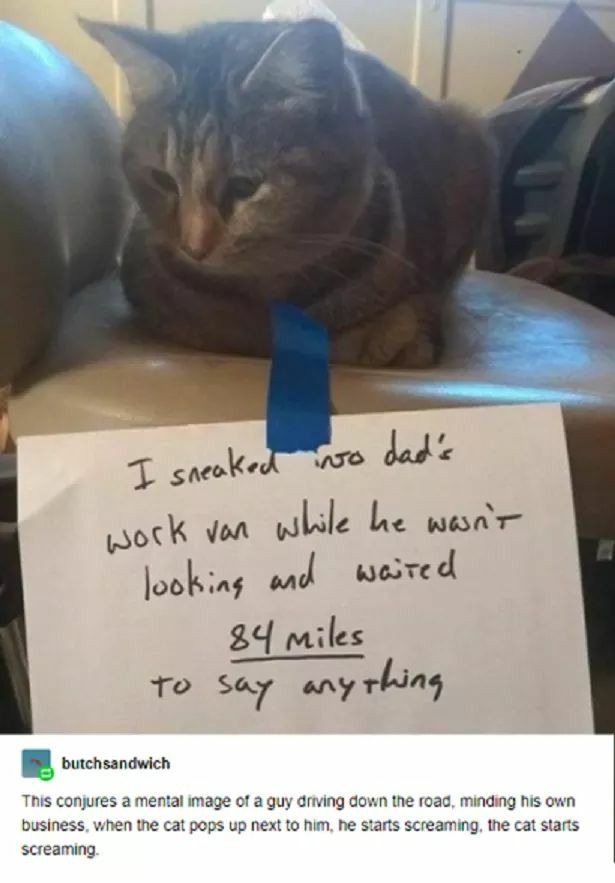 I sneaked into dad's
work van while he wasn't
looking and waited
84 miles
to say anything
butchsandwich
This conjures a mental image of a guy driving down the road, minding his own
business, when the cat pops up next to him, he starts screaming, the cat starts
screaming.